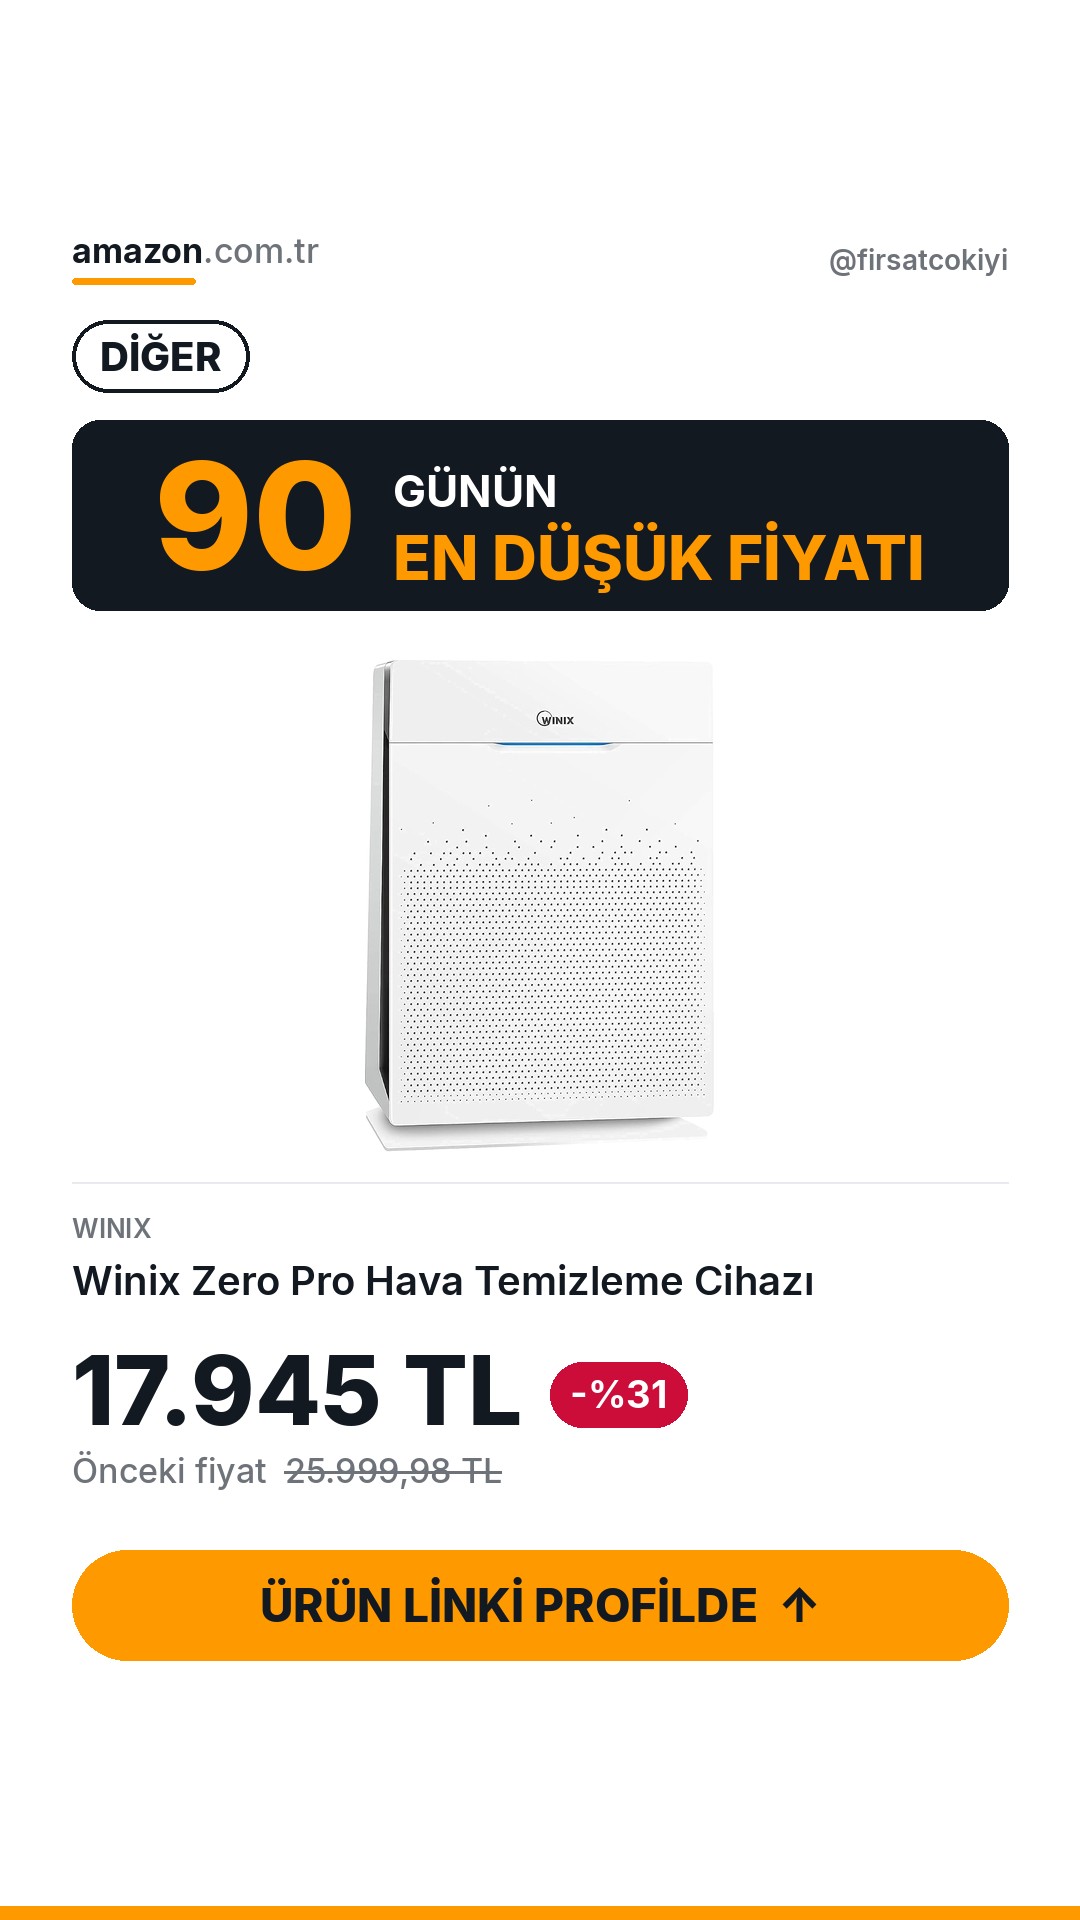 amazon.com.tr
@firsatcokiyi
DİĞER
90
GÜNÜN
EN DÜŞÜK FİYATI
WINIX
WINIX
Winix Zero Pro Hava Temizleme Cihazı
17.945 TL
-%31
Önceki fiyat 25.999,98 TL
ÜRÜN LİNKİ PROFİLDE ↑